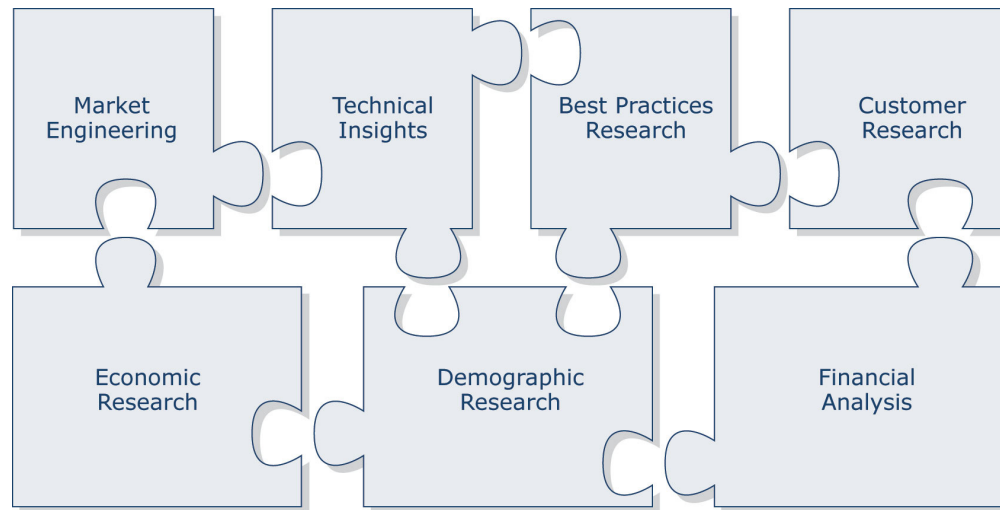 Market
Engineering
Technical
Insights
Best Practices
Research
Customer
Research
Economic
Research
Demographic
Research
Financial
Analysis